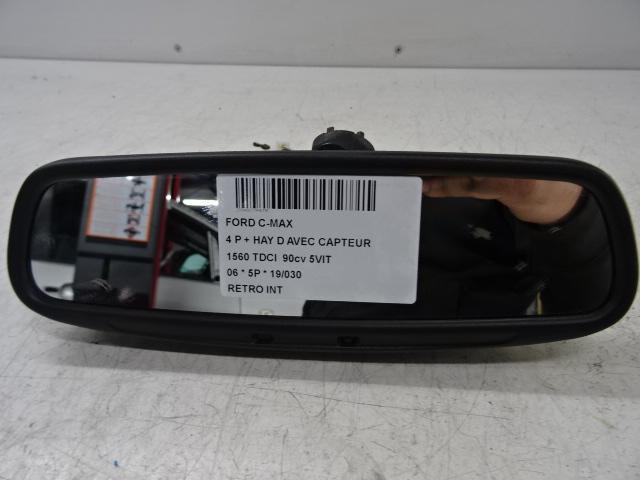 FORD C-MAX
4 P + HAY D AVEC CAPTEUR
1560 TDCI 90cv 5VIT
06 * 5P * 19/030
RETRO INT